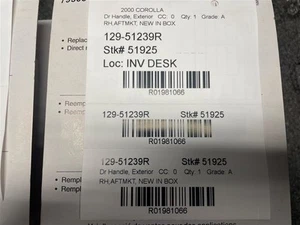 2000 COROLLA
Dr Handle, Exterior CC: 0 Qty: 1 Grade: A
RH,AFTMKT, NEW IN BOX
129-51239R
Stk# 51925
Loc: INV DESK
R01981066
129-51239R Stk# 51925
R01981066
129-51239R Stk# 51925
Dr Handle, Exterior CC: 0 Qty: 1 Grade: A
RH,AFTMKT, NEW IN BOX
R01981066
• Replac
• Direct r
• Reemp
Rempl
• Reemp
Rempl